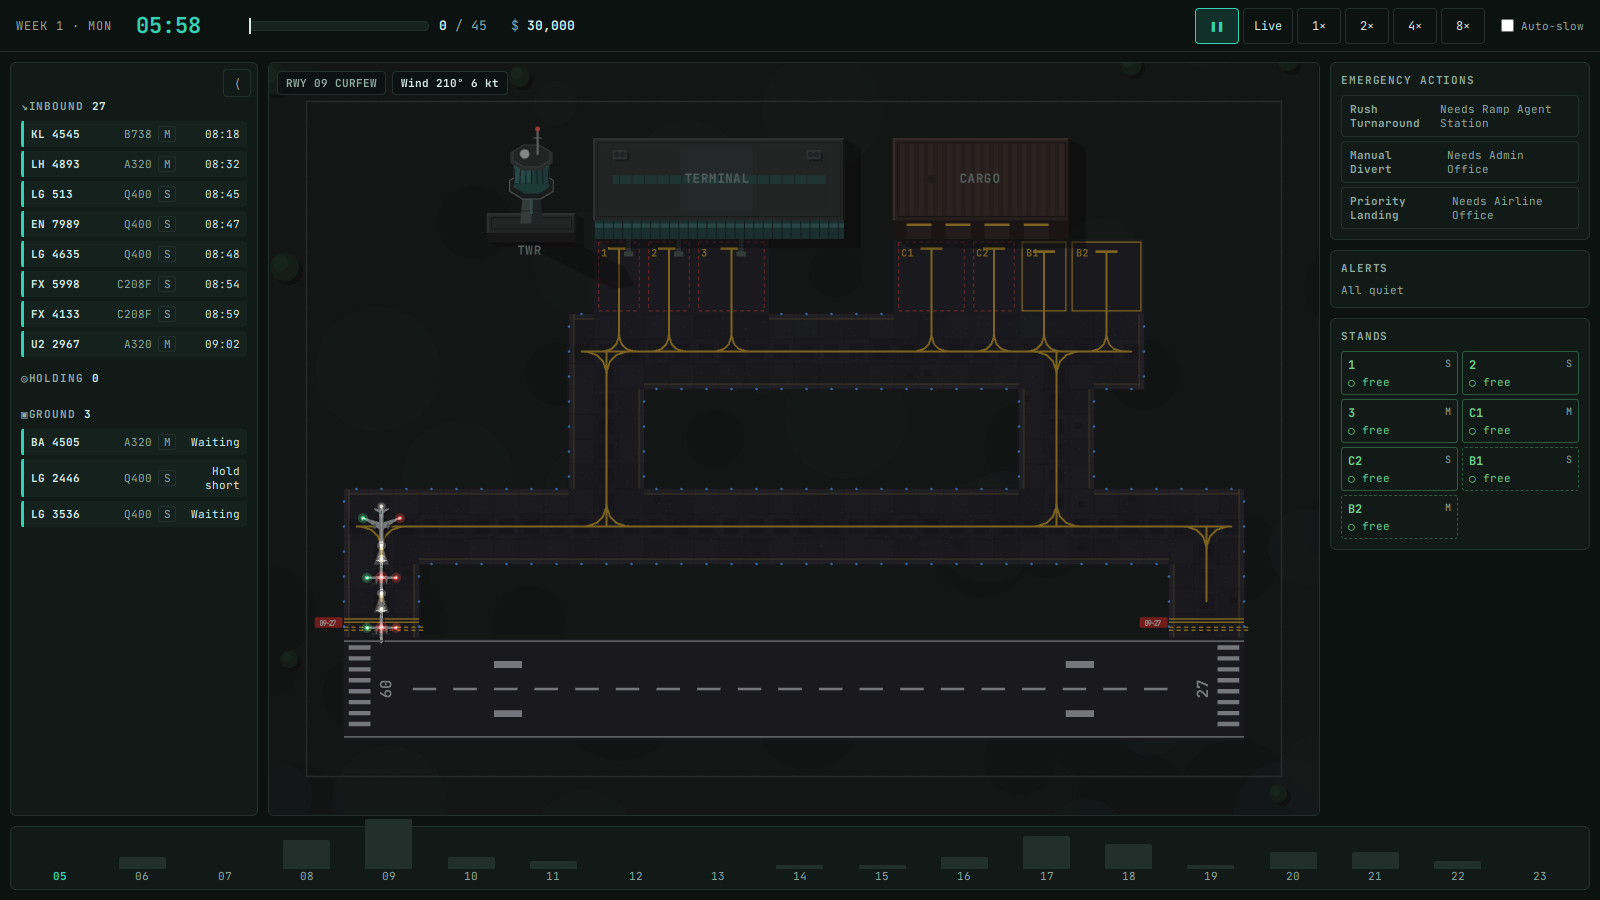 WEEK 1 · MON
05:58
0 / 45
$ 30,000
Live
1×
2×
4×
8×
Auto-slow
RWY 09 CURFEW
Wind 210° 6 kt
INBOUND 27
KL 4545 B738 M 08:18
LH 4893 A320 M 08:32
LG 513 Q400 S 08:45
EN 7989 Q400 S 08:47
LG 4635 Q400 S 08:48
FX 5998 C208F S 08:54
FX 4133 C208F S 08:59
U2 2967 A320 M 09:02
HOLDING 0
GROUND 3
BA 4505 A320 M Waiting
LG 2446 Q400 S Hold short
LG 3536 Q400 S Waiting
TERMINAL
CARGO
TWR
1
2
3
C1
C2
B1
B2
09-27
09-27
09
27
EMERGENCY ACTIONS
Rush Turnaround
Needs Ramp Agent Station
Manual Divert
Needs Admin Office
Priority Landing
Needs Airline Office
ALERTS
All quiet
STANDS
1 S
free
2 S
free
3 M
free
C1 M
free
C2 S
free
B1 S
free
B2 M
free
05 06 07 08 09 10 11 12 13 14 15 16 17 18 19 20 21 22 23